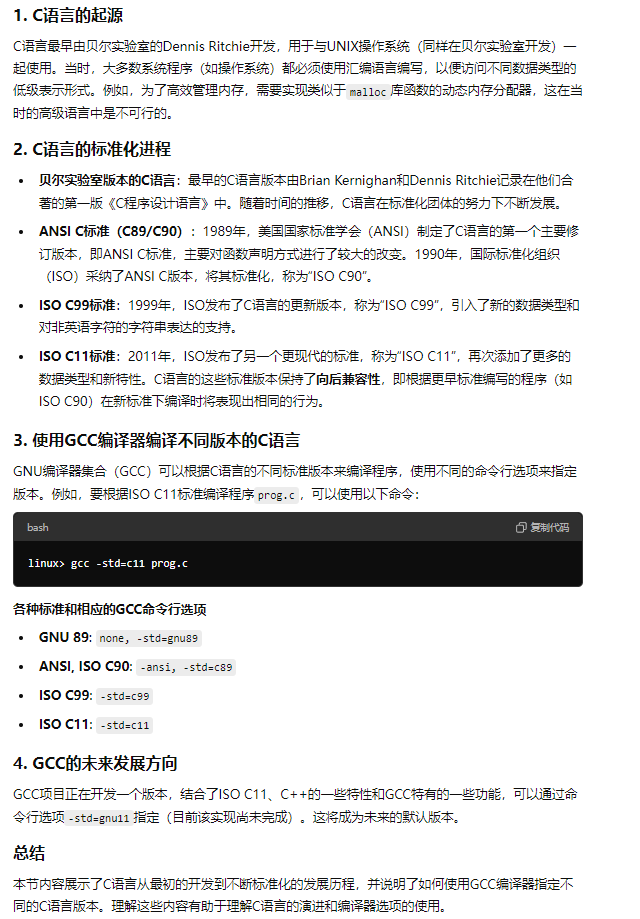 1. C语言的起源
C语言最早由贝尔实验室的Dennis Ritchie开发，用于与UNIX操作系统（同样在贝尔实验室开发）一
起使用。当时，大多数系统程序（如操作系统）都必须使用汇编语言编写，以便访问不同数据类型的
低级表示形式。例如，为了高效管理内存，需要实现类似于 malloc 库函数的动态内存分配器，这在当
时的高级语言中是不可行的。
2. C语言的标准化进程
• 贝尔实验室版本的C语言：最早的C语言版本由Brian Kernighan和Dennis Ritchie记录在他们合
著的第一版《C程序设计语言》中。随着时间的推移，C语言在标准化团体的努力下不断发展。
• ANSI C标准（C89/C90）：1989年，美国国家标准学会（ANSI）制定了C语言的第一个主要修
订版本，即ANSI C标准，主要对函数声明方式进行了较大的改变。1990年，国际标准化组织
（ISO）采纳了ANSI C版本，将其标准化，称为“ISO C90”。
• ISO C99标准：1999年，ISO发布了C语言的更新版本，称为“ISO C99”，引入了新的数据类型和
对非英语字符的字符串表达的支持。
• ISO C11标准：2011年，ISO发布了另一个更现代的标准，称为“ISO C11”，再次添加了更多的
数据类型和新特性。C语言的这些标准版本保持了向后兼容性，即根据更早标准编写的程序（如
ISO C90）在新标准下编译时将表现出相同的行为。
3. 使用GCC编译器编译不同版本的C语言
GNU编译器集合（GCC）可以根据C语言的不同标准版本来编译程序，使用不同的命令行选项来指定
版本。例如，要根据ISO C11标准编译程序 prog.c ，可以使用以下命令：
bash 复制代码
linux> gcc -std=c11 prog.c
各种标准和相应的GCC命令行选项
• GNU 89: none, -std=gnu89
• ANSI, ISO C90: -ansi, -std=c89
• ISO C99: -std=c99
• ISO C11: -std=c11
4. GCC的未来发展方向
GCC项目正在开发一个版本，结合了ISO C11、C++的一些特性和GCC特有的一些功能，可以通过命
令行选项 -std=gnu11 指定（目前该实现尚未完成）。这将成为未来的默认版本。
总结
本节内容展示了C语言从最初的开发到不断标准化的发展历程，并说明了如何使用GCC编译器指定不
同的C语言版本。理解这些内容有助于理解C语言的演进和编译器选项的使用。